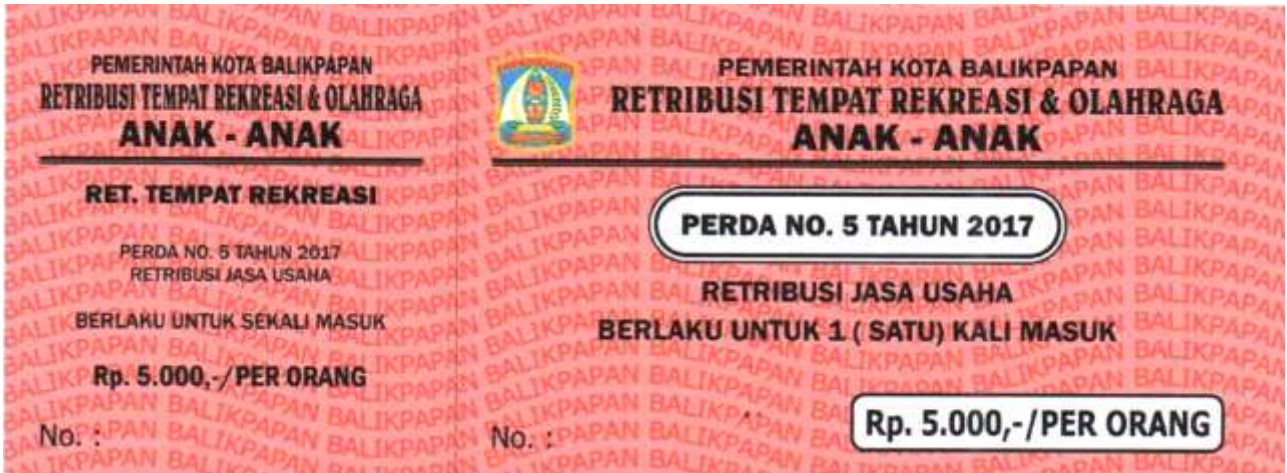 PEMERINTAH KOTA BALIKPAPAN
RETRIBUSI TEMPAT REKREASI & OLAHRAGA
ANAK - ANAK
RET. TEMPAT REKREASI
PERDA NO. 5 TAHUN 2017
RETRIBUSI JASA USAHA
BERLAKU UNTUK SEKALI MASUK
Rp. 5.000,-/PER ORANG
No. :
PEMERINTAH KOTA BALIKPAPAN
RETRIBUSI TEMPAT REKREASI & OLAHRAGA
ANAK - ANAK
PERDA NO. 5 TAHUN 2017
RETRIBUSI JASA USAHA
BERLAKU UNTUK 1 ( SATU) KALI MASUK
Rp. 5.000,-/PER ORANG
No. :